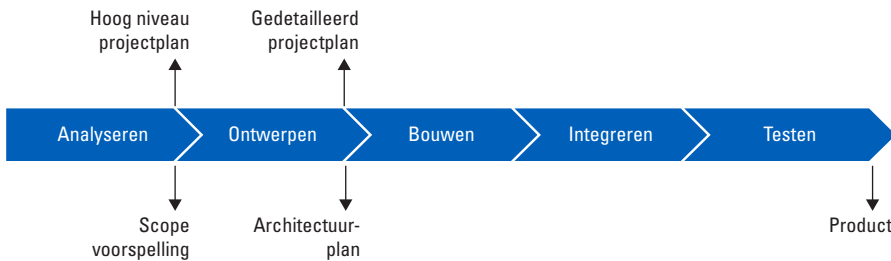 Hoog niveau
projectplan
Gedetailleerd
projectplan
Analyseren
Ontwerpen
Bouwen
Integreren
Testen
Scope
voorspelling
Architectuur-
plan
Product